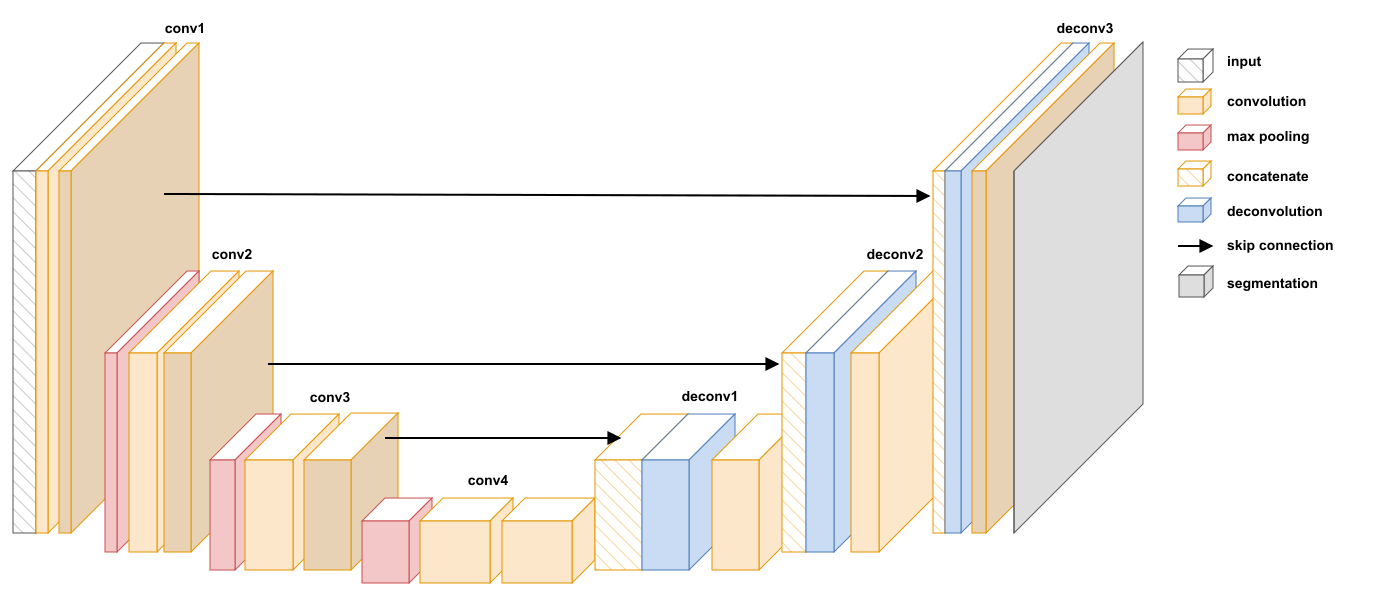 conv1
conv2
conv3
conv4
deconv1
deconv2
deconv3
input
convolution
max pooling
concatenate
deconvolution
skip connection
segmentation